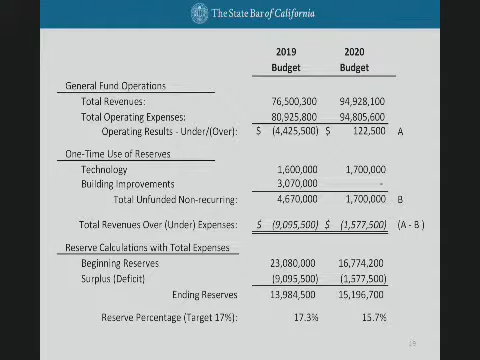 The State Bar of California
2019 2020
Budget Budget
General Fund Operations
Total Revenues: 76,500,300 94,928,100
Total Operating Expenses: 80,925,800 94,805,600
Operating Results - Under/(Over): $ (4,425,500) $ 122,500 A
One-Time Use of Reserves
Technology 1,600,000 1,700,000
Building Improvements 3,070,000 -
Total Unfunded Non-recurring: 4,670,000 1,700,000 B
Total Revenues Over (Under) Expenses: $ (9,095,500) $ (1,577,500) (A - B )
Reserve Calculations with Total Expenses
Beginning Reserves 23,080,000 16,774,200
Surplus (Deficit) (9,095,500) (1,577,500)
Ending Reserves 13,984,500 15,196,700
Reserve Percentage (Target 17%): 17.3% 15.7%